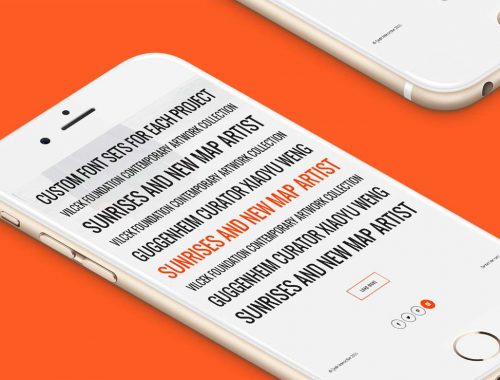 CUSTOM FONT SETS FOR EACH PROJECT
VILCEK FOUNDATION CONTEMPORARY ARTWORK COLLECTION
SUNRISES AND NEW MAP ARTIST
VILCEK FOUNDATION CONTEMPORARY ARTWORK COLLECTION
GUGGENHEIM CURATOR XIAOYU WENG
SUNRISES AND NEW MAP ARTIST
VILCEK FOUNDATION CONTEMPORARY ARTWORK COLLECTION
GUGGENHEIM CURATOR XIAOYU WENG
SUNRISES AND NEW MAP ARTIST
LOAD MORE